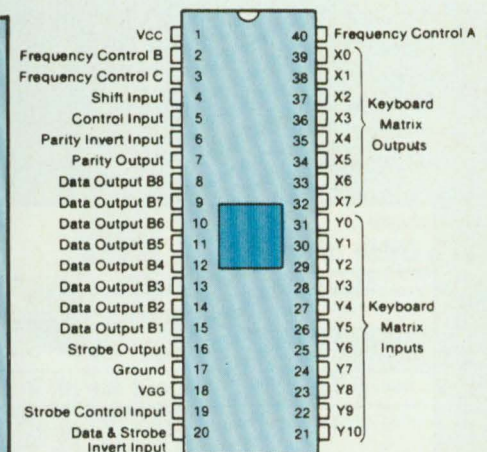 Vcc 1 40 Frequency Control A
Frequency Control B 2 39 X0
Frequency Control C 3 38 X1
Shift Input 4 37 X2
Control Input 5 36 X3
Parity Invert Input 6 35 X4
Parity Output 7 34 X5
Data Output B8 8 33 X6
Data Output B7 9 32 X7
Data Output B6 10 31 Y0
Data Output B5 11 30 Y1
Data Output B4 12 29 Y2
Data Output B3 13 28 Y3
Data Output B2 14 27 Y4
Data Output B1 15 26 Y5
Strobe Output 16 25 Y6
Ground 17 24 Y7
VGG 18 23 Y8
Strobe Control Input 19 22 Y9
Data & Strobe 20 21 Y10
Invert Input
Keyboard
Matrix
Outputs
Keyboard
Matrix
Inputs